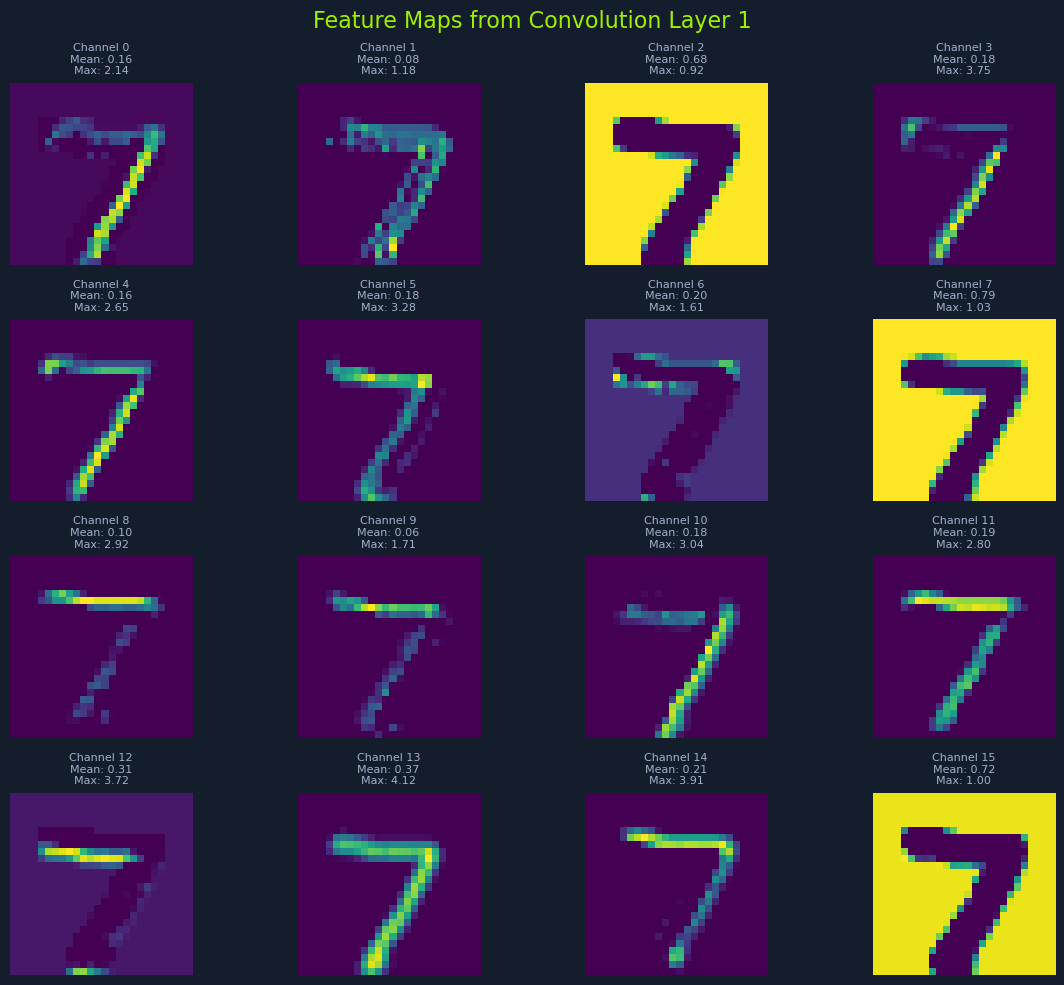 Feature Maps from Convolution Layer 1
Channel 0
Mean: 0.16
Max: 2.14
Channel 1
Mean: 0.08
Max: 1.18
Channel 2
Mean: 0.68
Max: 0.92
Channel 3
Mean: 0.18
Max: 3.75
Channel 4
Mean: 0.16
Max: 2.65
Channel 5
Mean: 0.18
Max: 3.28
Channel 6
Mean: 0.20
Max: 1.61
Channel 7
Mean: 0.79
Max: 1.03
Channel 8
Mean: 0.10
Max: 2.92
Channel 9
Mean: 0.06
Max: 1.71
Channel 10
Mean: 0.18
Max: 3.04
Channel 11
Mean: 0.19
Max: 2.80
Channel 12
Mean: 0.31
Max: 3.72
Channel 13
Mean: 0.37
Max: 4.12
Channel 14
Mean: 0.21
Max: 3.91
Channel 15
Mean: 0.72
Max: 1.00